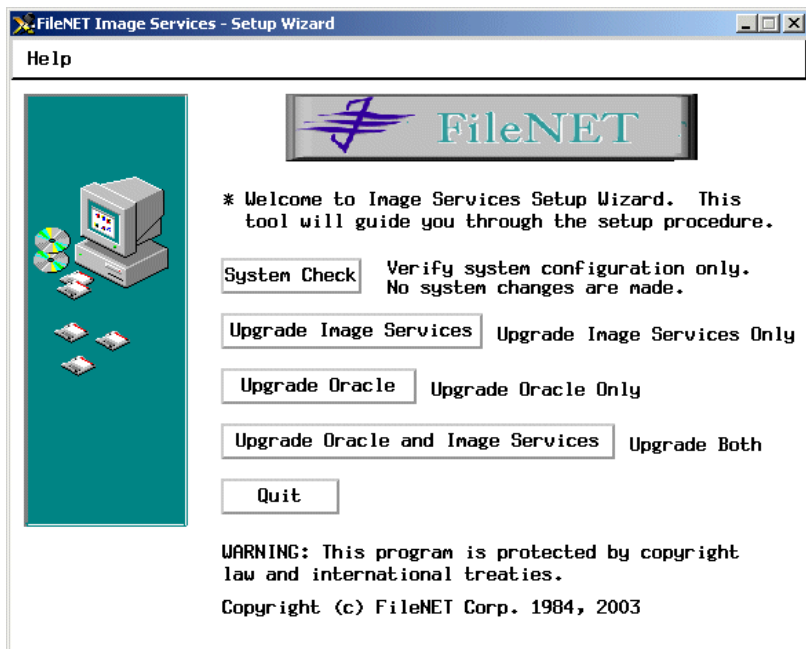 FileNET Image Services - Setup Wizard
Help
FileNET
* Welcome to Image Services Setup Wizard. This
tool will guide you through the setup procedure.
System Check
Verify system configuration only.
No system changes are made.
Upgrade Image Services
Upgrade Image Services Only
Upgrade Oracle
Upgrade Oracle Only
Upgrade Oracle and Image Services
Upgrade Both
Quit
WARNING: This program is protected by copyright
law and international treaties.
Copyright (c) FileNET Corp. 1984, 2003